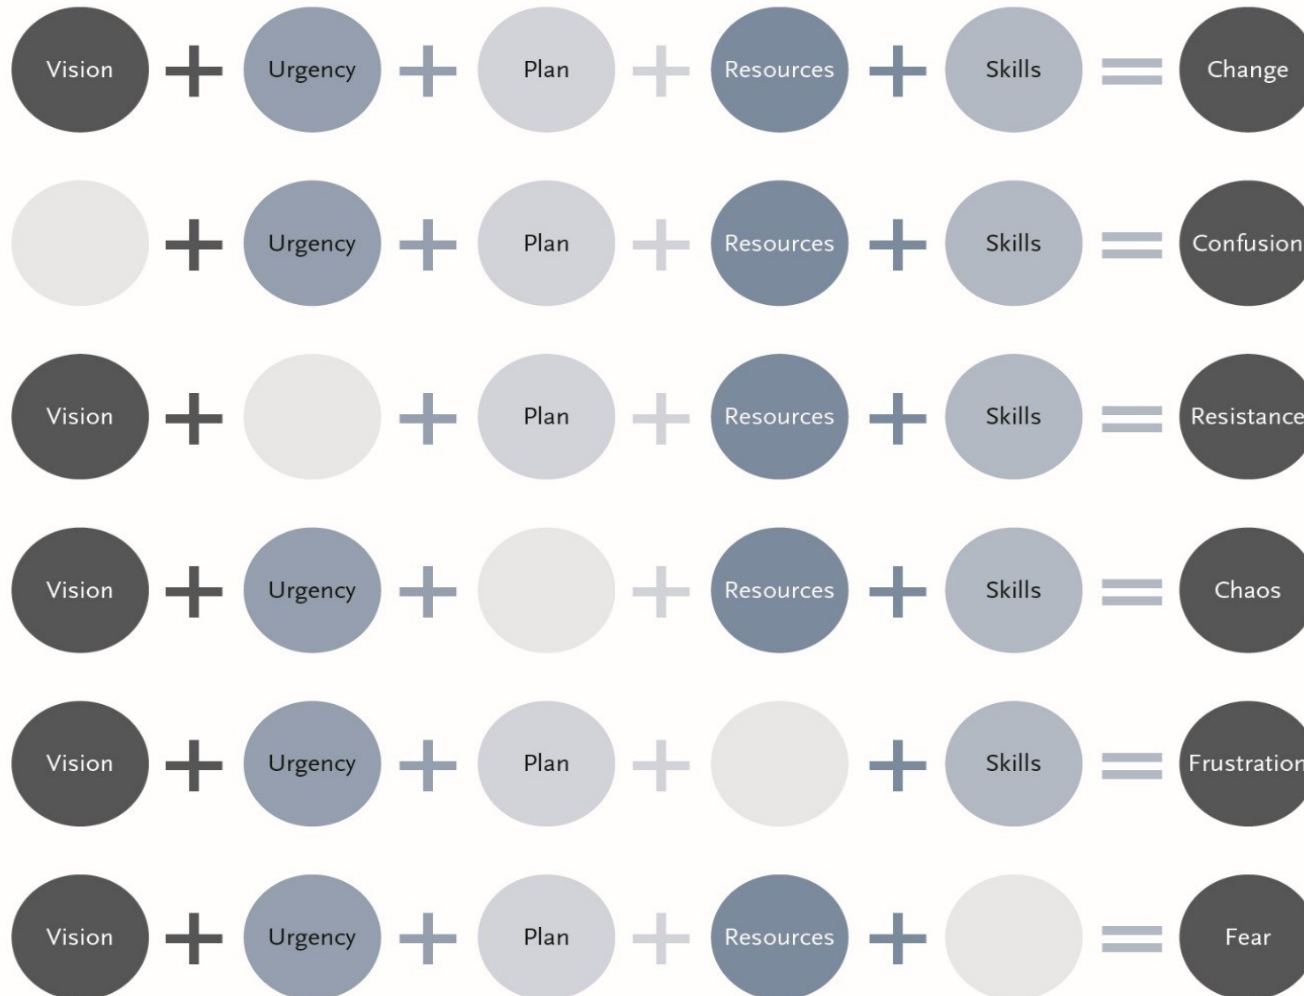 Vision + Urgency + Plan + Resources + Skills = Change
+ Urgency + Plan + Resources + Skills = Confusion
Vision + + Plan + Resources + Skills = Resistance
Vision + Urgency + + Resources + Skills = Chaos
Vision + Urgency + Plan + + Skills = Frustration
Vision + Urgency + Plan + Resources + = Fear